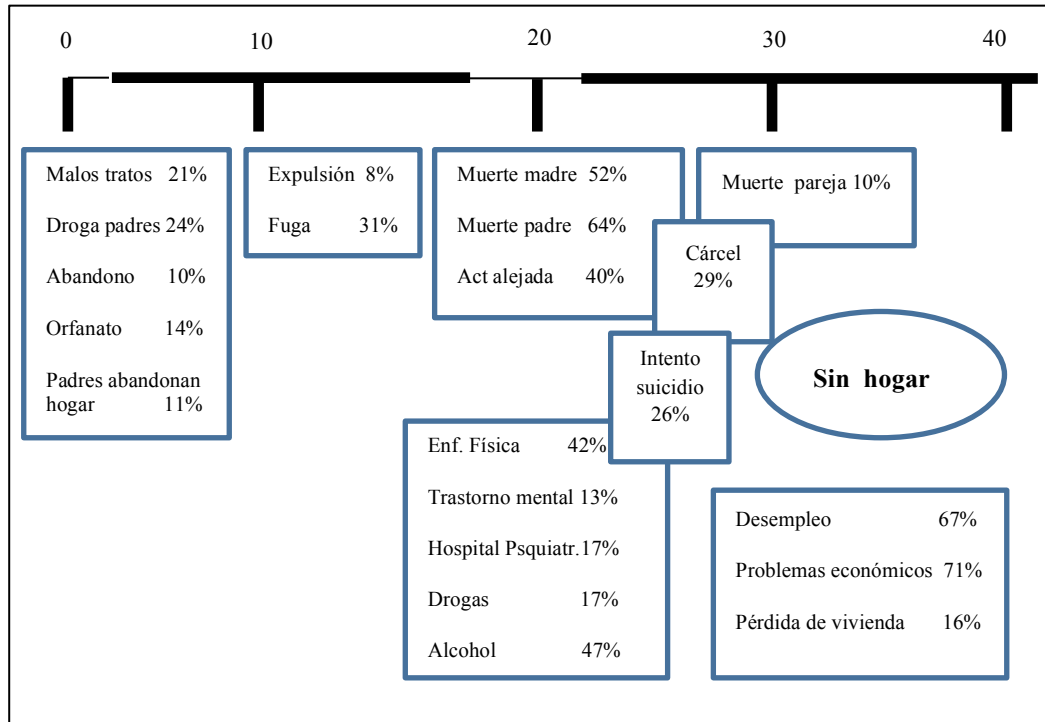 0 10 20 30 40
Malos tratos 21%
Droga padres 24%
Abandono 10%
Orfanato 14%
Padres abandonan
hogar 11%
Expulsión 8%
Fuga 31%
Muerte madre 52%
Muerte padre 64%
Act alejada 40%
Muerte pareja 10%
Cárcel
29%
Intento
suicidio
26%
Sin hogar
Enf. Física 42%
Trastorno mental 13%
Hospital Psquiatr. 17%
Drogas 17%
Alcohol 47%
Desempleo 67%
Problemas económicos 71%
Pérdida de vivienda 16%